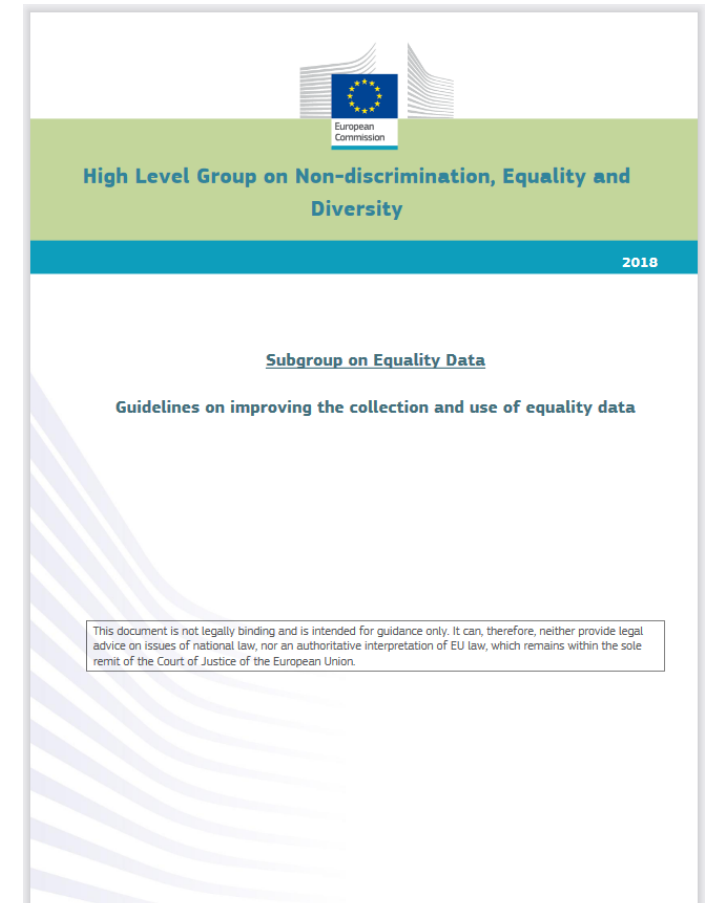 European
Commission
High Level Group on Non-discrimination, Equality and
Diversity
2018
Subgroup on Equality Data
Guidelines on improving the collection and use of equality data
This document is not legally binding and is intended for guidance only. It can, therefore, neither provide legal
advice on issues of national law, nor an authoritative interpretation of EU law, which remains within the sole
remit of the Court of Justice of the European Union.